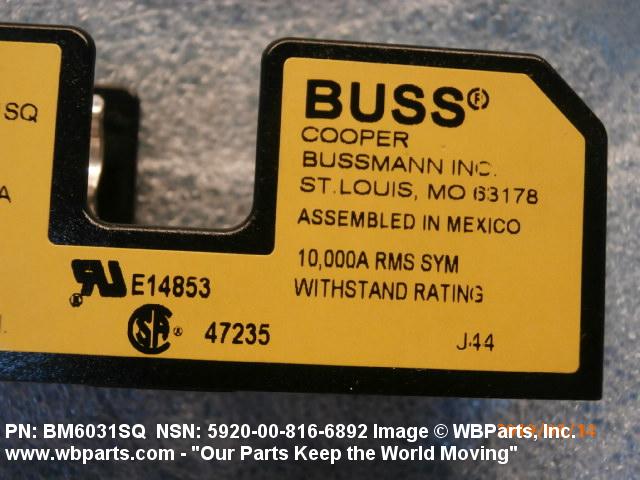 SQ
A
BUSS
COOPER
BUSSMANN INC.
ST. LOUIS, MO 63178
ASSEMBLED IN MEXICO
10,000A RMS SYM
WITHSTAND RATING
J44
E14853
47235
PN: BM6031SQ NSN: 5920-00-816-6892 Image © WBParts, Inc.
www.wbparts.com - "Our Parts Keep the World Moving"